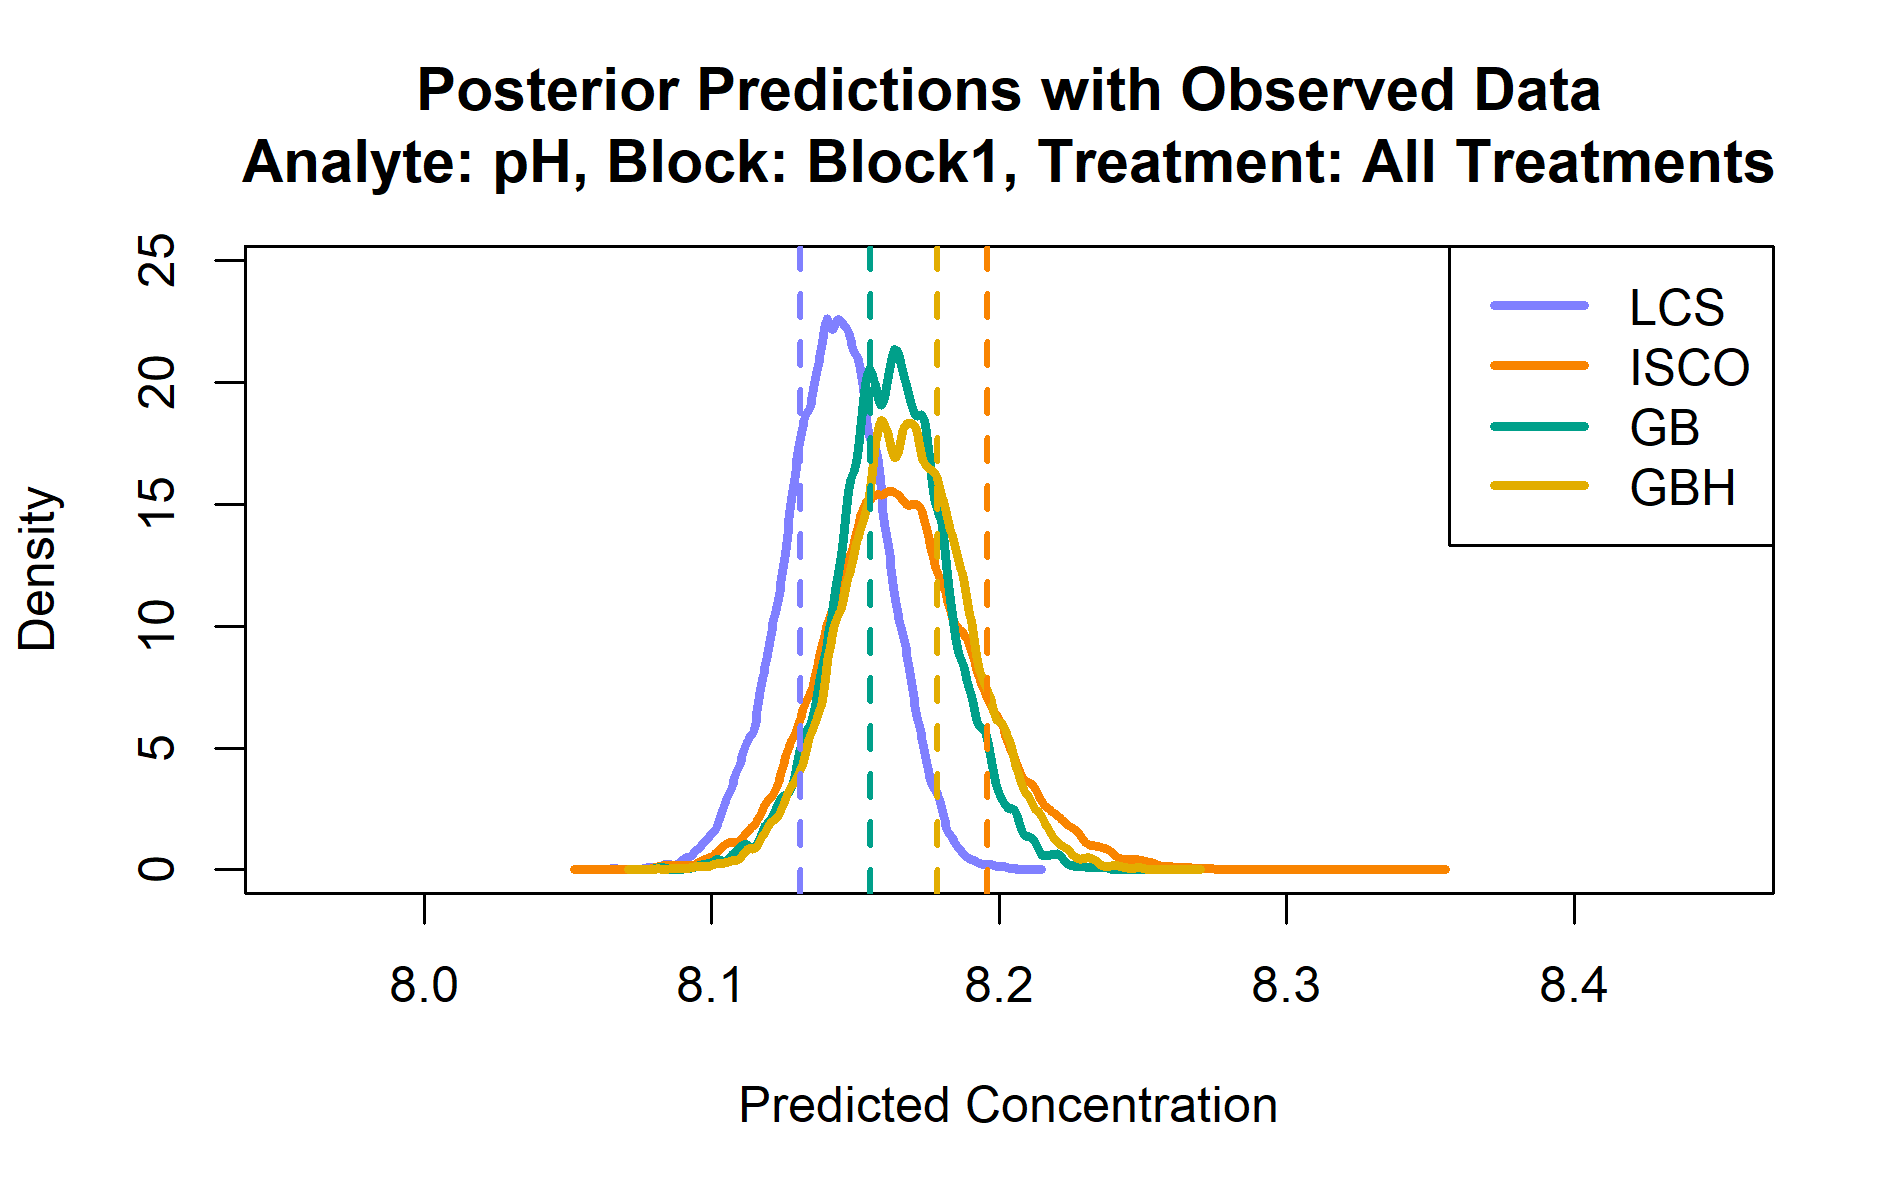 Posterior Predictions with Observed Data
Analyte: pH, Block: Block1, Treatment: All Treatments
25
20
15
10
5
0
Density
LCS
ISCO
GB
GBH
8.0 8.1 8.2 8.3 8.4
Predicted Concentration